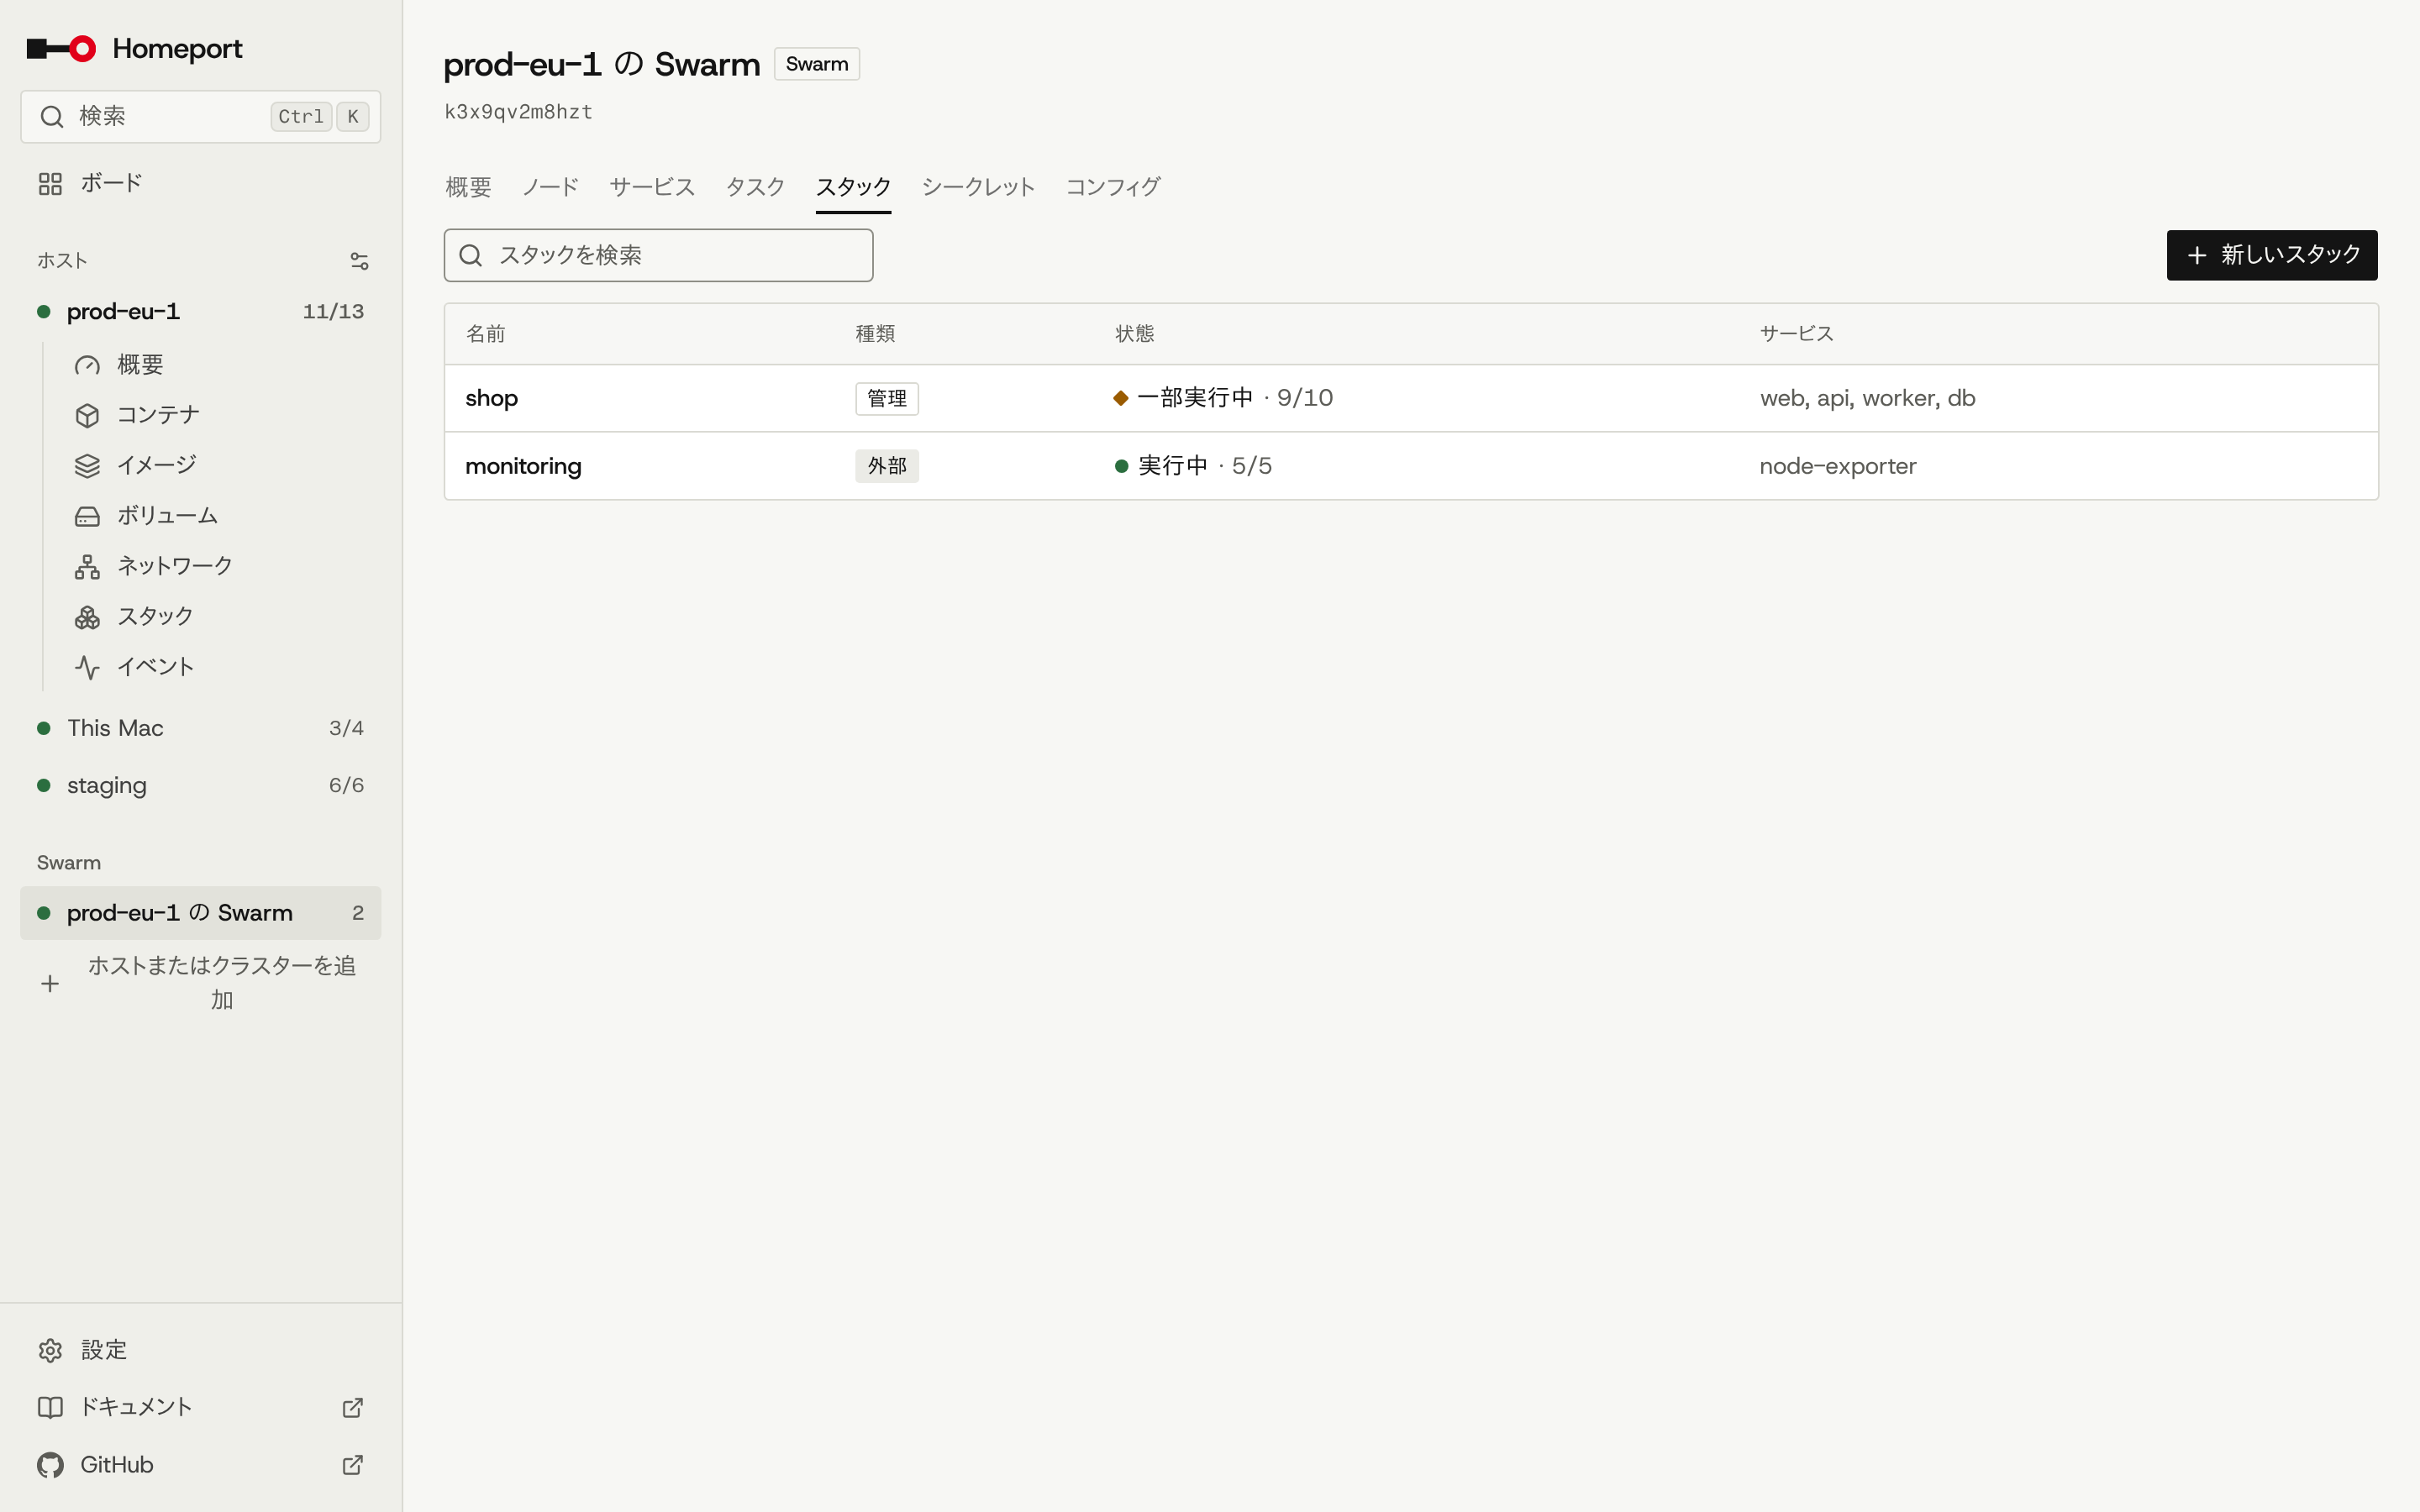 Homeport
検索 Ctrl K
ボード
ホスト
prod-eu-1 11/13
概要
コンテナ
イメージ
ボリューム
ネットワーク
スタック
イベント
This Mac 3/4
staging 6/6
Swarm
prod-eu-1 の Swarm 2
ホストまたはクラスターを追
加
設定
ドキュメント
GitHub
prod-eu-1 の Swarm Swarm
k3x9qv2m8hzt
概要 ノード サービス タスク スタック シークレット コンフィグ
スタックを検索 新しいスタック
名前 種類 状態 サービス
shop 管理 一部実行中 · 9/10 web, api, worker, db
monitoring 外部 実行中 · 5/5 node-exporter